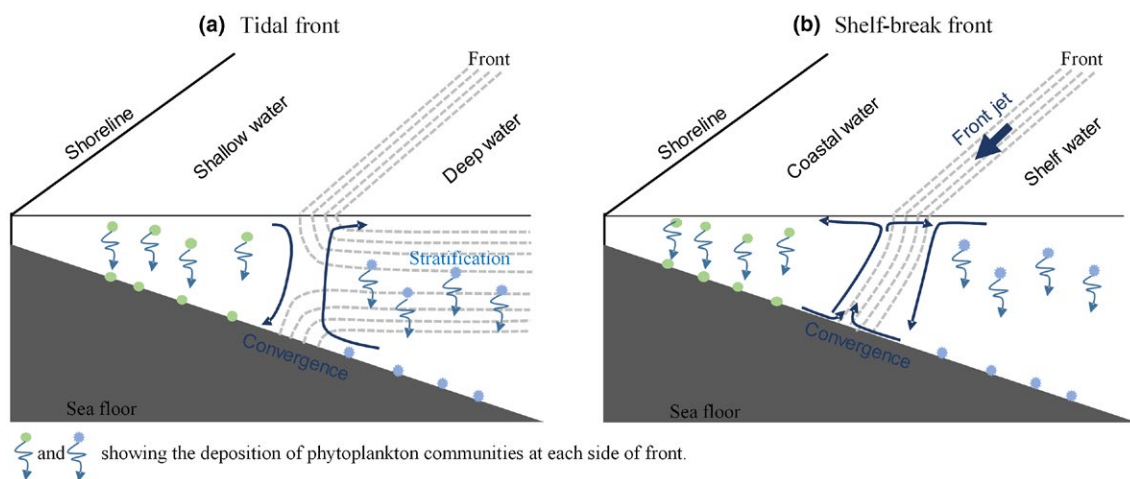 (a) Tidal front
Front
Shoreline
Shallow water
Deep water
Stratification
Convergence
Sea floor
(b) Shelf-break front
Front
Front jet
Shoreline
Coastal water
Shelf water
Convergence
Sea floor
and showing the deposition of phytoplankton communities at each side of front.